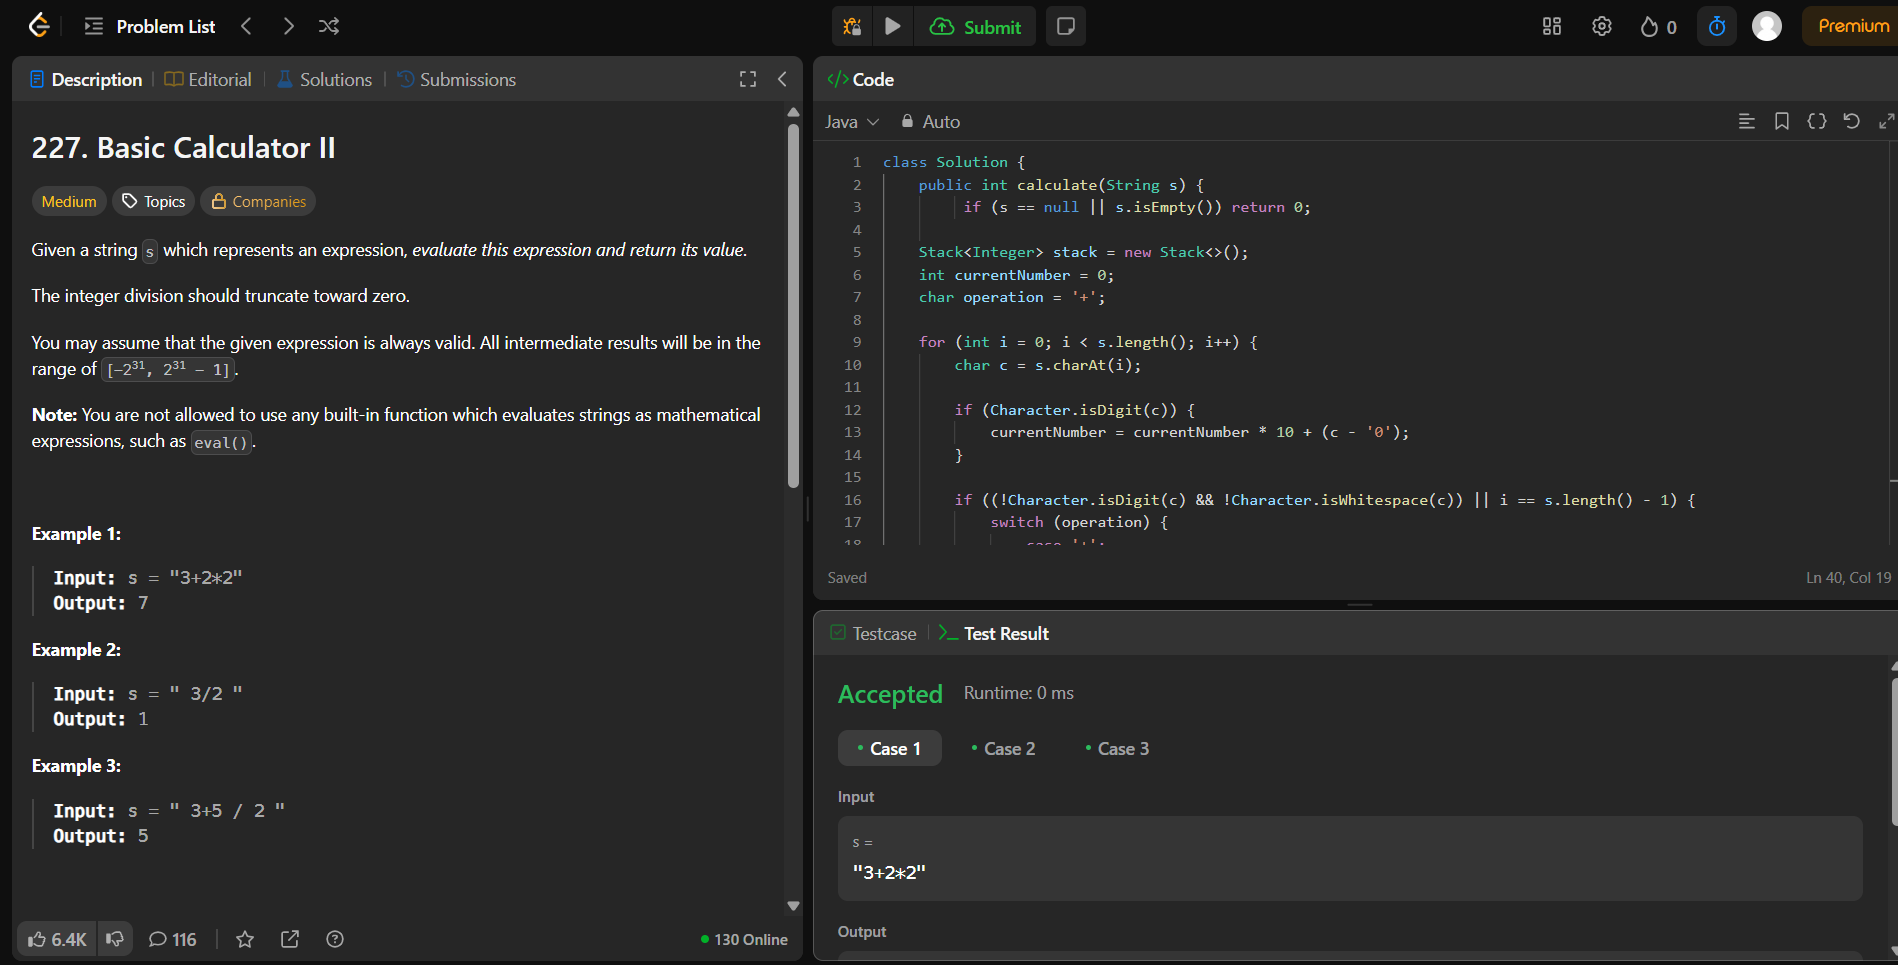 Problem List
Submit
0
Premium
Description
Editorial
Solutions
Submissions
227. Basic Calculator II
Medium
Topics
Companies
Given a string s which represents an expression, evaluate this expression and return its value.
The integer division should truncate toward zero.
You may assume that the given expression is always valid. All intermediate results will be in the
range of [-2³¹, 2³¹ - 1].
Note: You are not allowed to use any built-in function which evaluates strings as mathematical
expressions, such as eval().
Example 1:
Input: s = "3+2*2"
Output: 7
Example 2:
Input: s = " 3/2 "
Output: 1
Example 3:
Input: s = " 3+5 / 2 "
Output: 5
6.4K
116
130 Online
</> Code
Java
Auto
1 class Solution {
2 public int calculate(String s) {
3 if (s == null || s.isEmpty()) return 0;
4
5 Stack<Integer> stack = new Stack<>();
6 int currentNumber = 0;
7 char operation = '+';
8
9 for (int i = 0; i < s.length(); i++) {
10 char c = s.charAt(i);
11
12 if (Character.isDigit(c)) {
13 currentNumber = currentNumber * 10 + (c - '0');
14 }
15
16 if ((!Character.isDigit(c) && !Character.isWhitespace(c)) || i == s.length() - 1) {
17 switch (operation) {
18 case '+':
Saved
Ln 40, Col 19
Testcase
Test Result
Accepted
Runtime: 0 ms
Case 1
Case 2
Case 3
Input
s =
"3+2*2"
Output